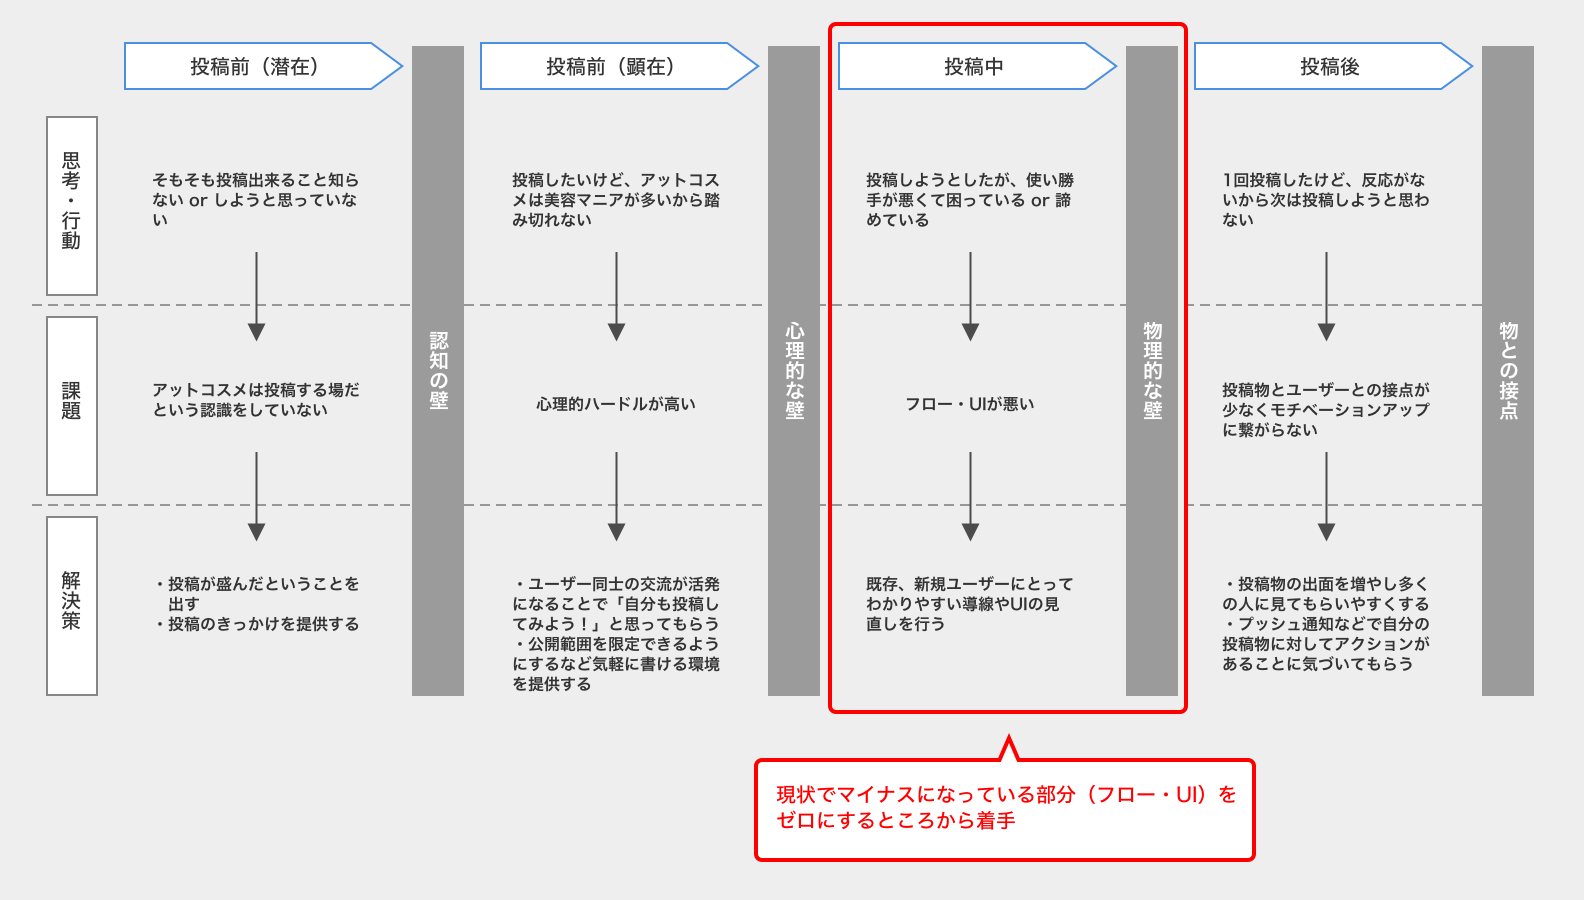 投稿前（潜在）
投稿前（顕在）
投稿中
投稿後
思考・行動
そもそも投稿出来ること知ら
ない or しようと思っていな
い
投稿したいけど、アットコス
メは美容マニアが多いから踏
み切れない
投稿しようとしたが、使い勝
手が悪くて困っている or 諦
めている
1回投稿したけど、反応がな
いから次は投稿しようと思わ
ない
認知の壁
心理的な壁
物理的な壁
物との接点
課題
アットコスメは投稿する場だ
という認識をしていない
心理的ハードルが高い
フロー・UIが悪い
投稿物とユーザーとの接点が
少なくモチベーションアップ
に繋がらない
解決策
・投稿が盛んだということを
出す
・投稿のきっかけを提供する
・ユーザー同士の交流が活発
になることで「自分も投稿し
てみよう！」と思ってもらう
・公開範囲を限定できるよう
にするなど気軽に書ける環境
を提供する
既存、新規ユーザーにとって
わかりやすい導線やUIの見
直しを行う
・投稿物の出面を増やし多く
の人に見てもらいやすくする
・プッシュ通知などで自分の
投稿物に対してアクションが
あることに気づいてもらう
現状でマイナスになっている部分（フロー・UI）を
ゼロにするところから着手